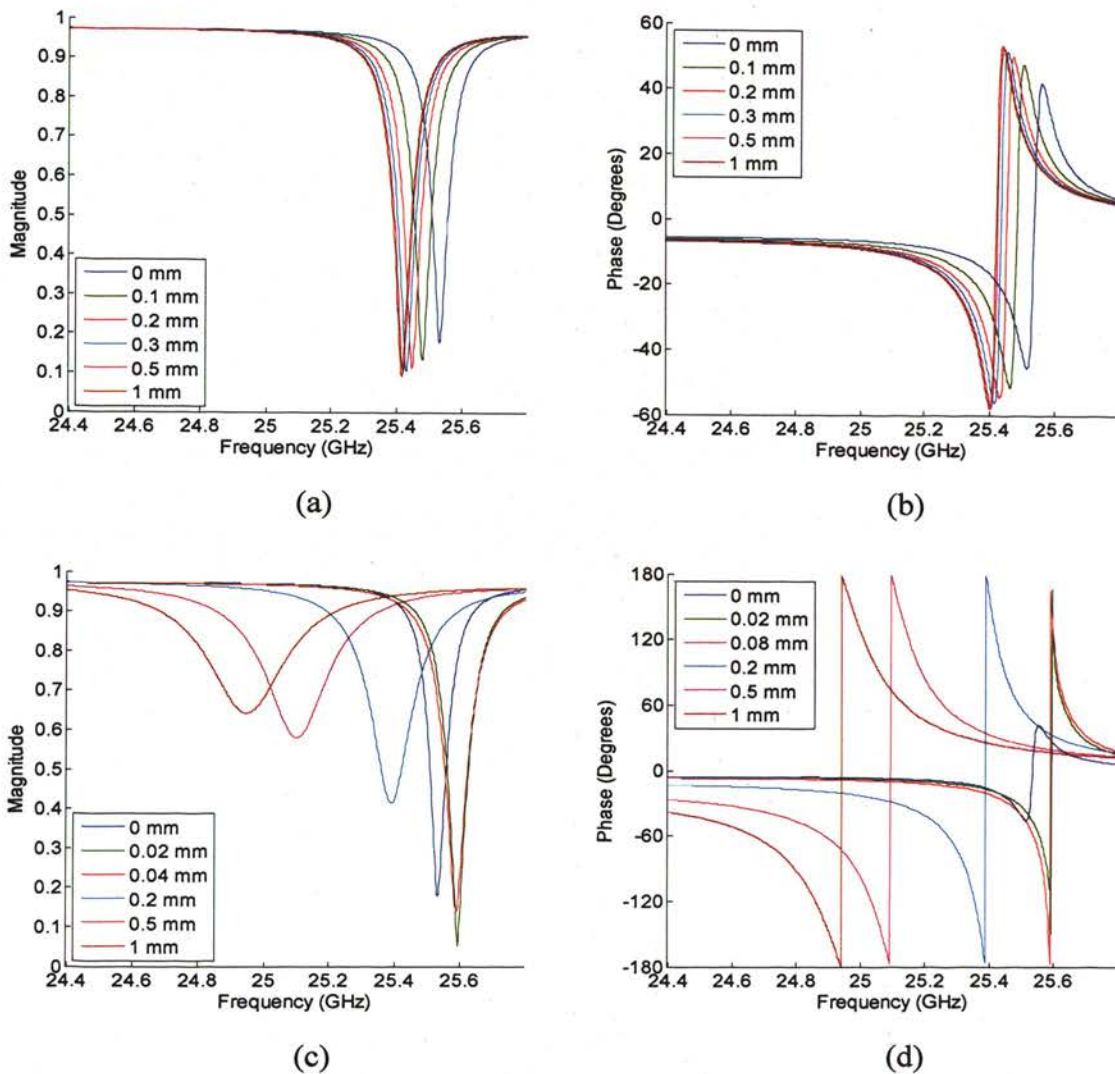 1
0.9
0.8
0.7
0.6
0.5
0.4
0.3
0.2
0.1
0
Magnitude
0 mm
0.1 mm
0.2 mm
0.3 mm
0.5 mm
1 mm
24.4 24.6 24.8 25 25.2 25.4 25.6
Frequency (GHz)
(a)
60
40
20
0
-20
-40
-60
Phase (Degrees)
0 mm
0.1 mm
0.2 mm
0.3 mm
0.5 mm
1 mm
24.4 24.6 24.8 25 25.2 25.4 25.6
Frequency (GHz)
(b)
1
0.9
0.8
0.7
0.6
0.5
0.4
0.3
0.2
0.1
0
Magnitude
0 mm
0.02 mm
0.04 mm
0.2 mm
0.5 mm
1 mm
24.4 24.6 24.8 25 25.2 25.4 25.6
Frequency (GHz)
(c)
180
120
60
0
-60
-120
-180
Phase (Degrees)
0 mm
0.02 mm
0.08 mm
0.2 mm
0.5 mm
1 mm
24.4 24.6 24.8 25 25.2 25.4 25.6
Frequency (GHz)
(d)